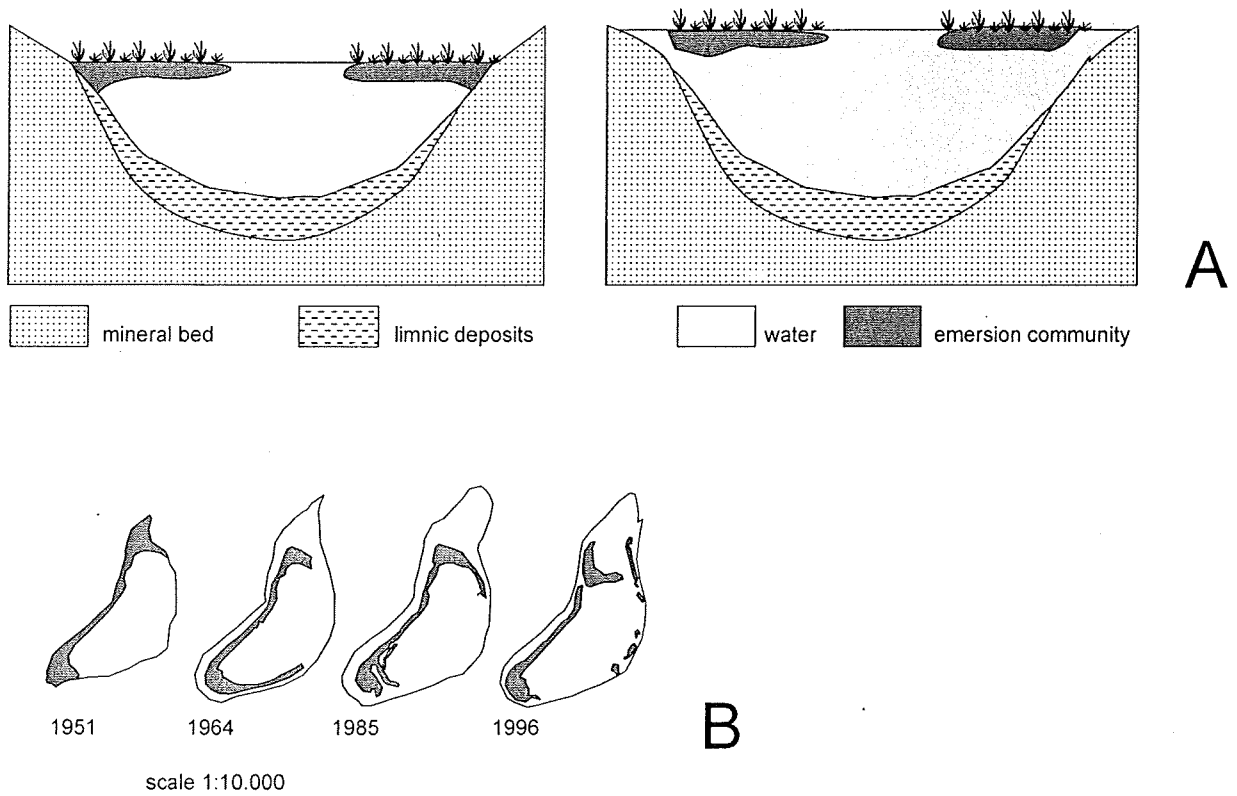 A
mineral bed limnic deposits water emersion community
B
1951 1964 1985 1996
scale 1:10.000